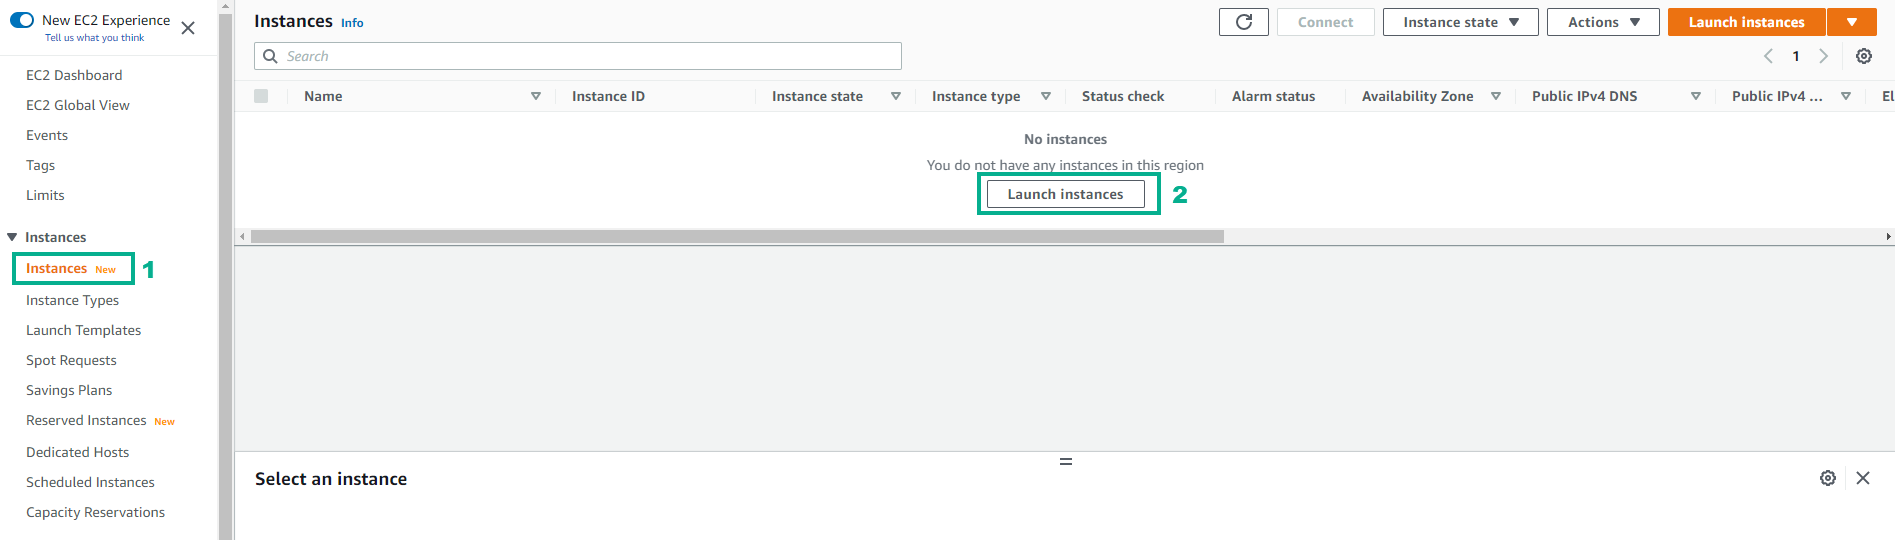 New EC2 Experience
Tell us what you think
EC2 Dashboard
EC2 Global View
Events
Tags
Limits
Instances
Instances New
1
Instance Types
Launch Templates
Spot Requests
Savings Plans
Reserved Instances New
Dedicated Hosts
Scheduled Instances
Capacity Reservations
Instances Info
Connect
Instance state
Actions
Launch instances
Search
1
Name Instance ID Instance state Instance type Status check Alarm status Availability Zone Public IPv4 DNS Public IPv4 ... El
No instances
You do not have any instances in this region
Launch instances
2
Select an instance